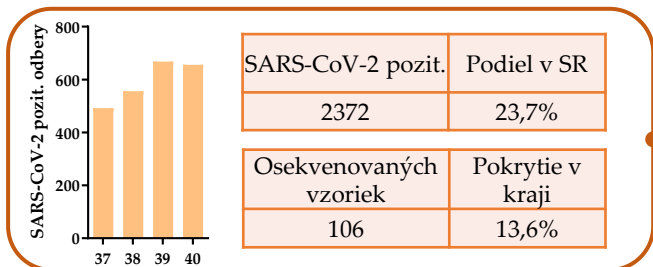 SARS-CoV-2 pozit. odbery
800
600
400
200
0
37 38 39 40
SARS-CoV-2 pozit. Podiel v SR
2372 23,7%
Osekvenovaných vzoriek Pokrytie v kraji
106 13,6%